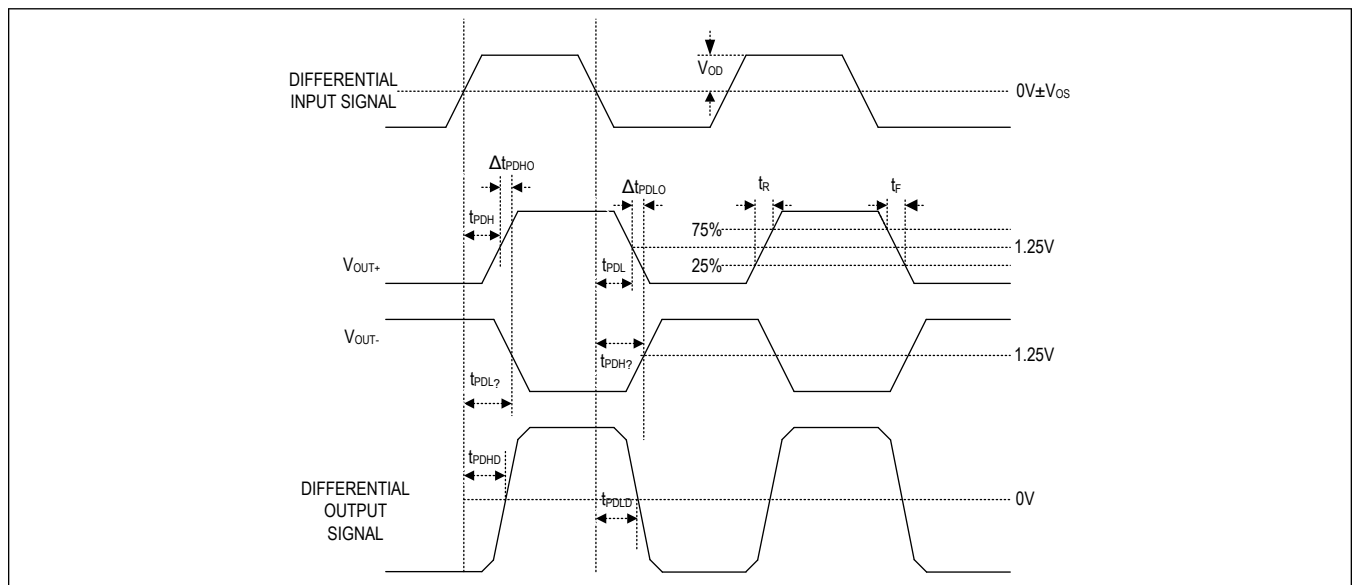 DIFFERENTIAL
INPUT SIGNAL
VOD
0V±VOS
ΔtPDHO
ΔtPDLO
tR
tF
tPDH
75%
1.25V
25%
tPDL
VOUT+
VOUT-
1.25V
tPDH?
tPDL?
tPDHD
DIFFERENTIAL
OUTPUT
SIGNAL
tPDLD
0V